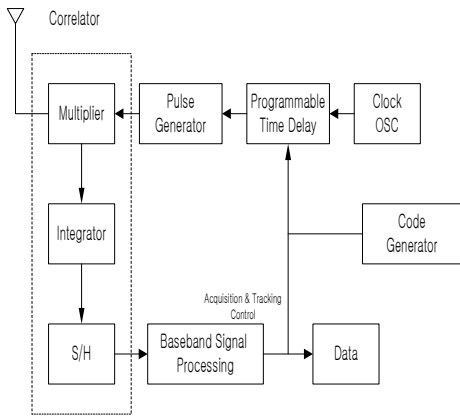 Correlator
Multiplier
Pulse
Generator
Programmable
Time Delay
Clock
OSC
Integrator
Code
Generator
Acquisition & Tracking
Control
S/H
Baseband Signal
Processing
Data